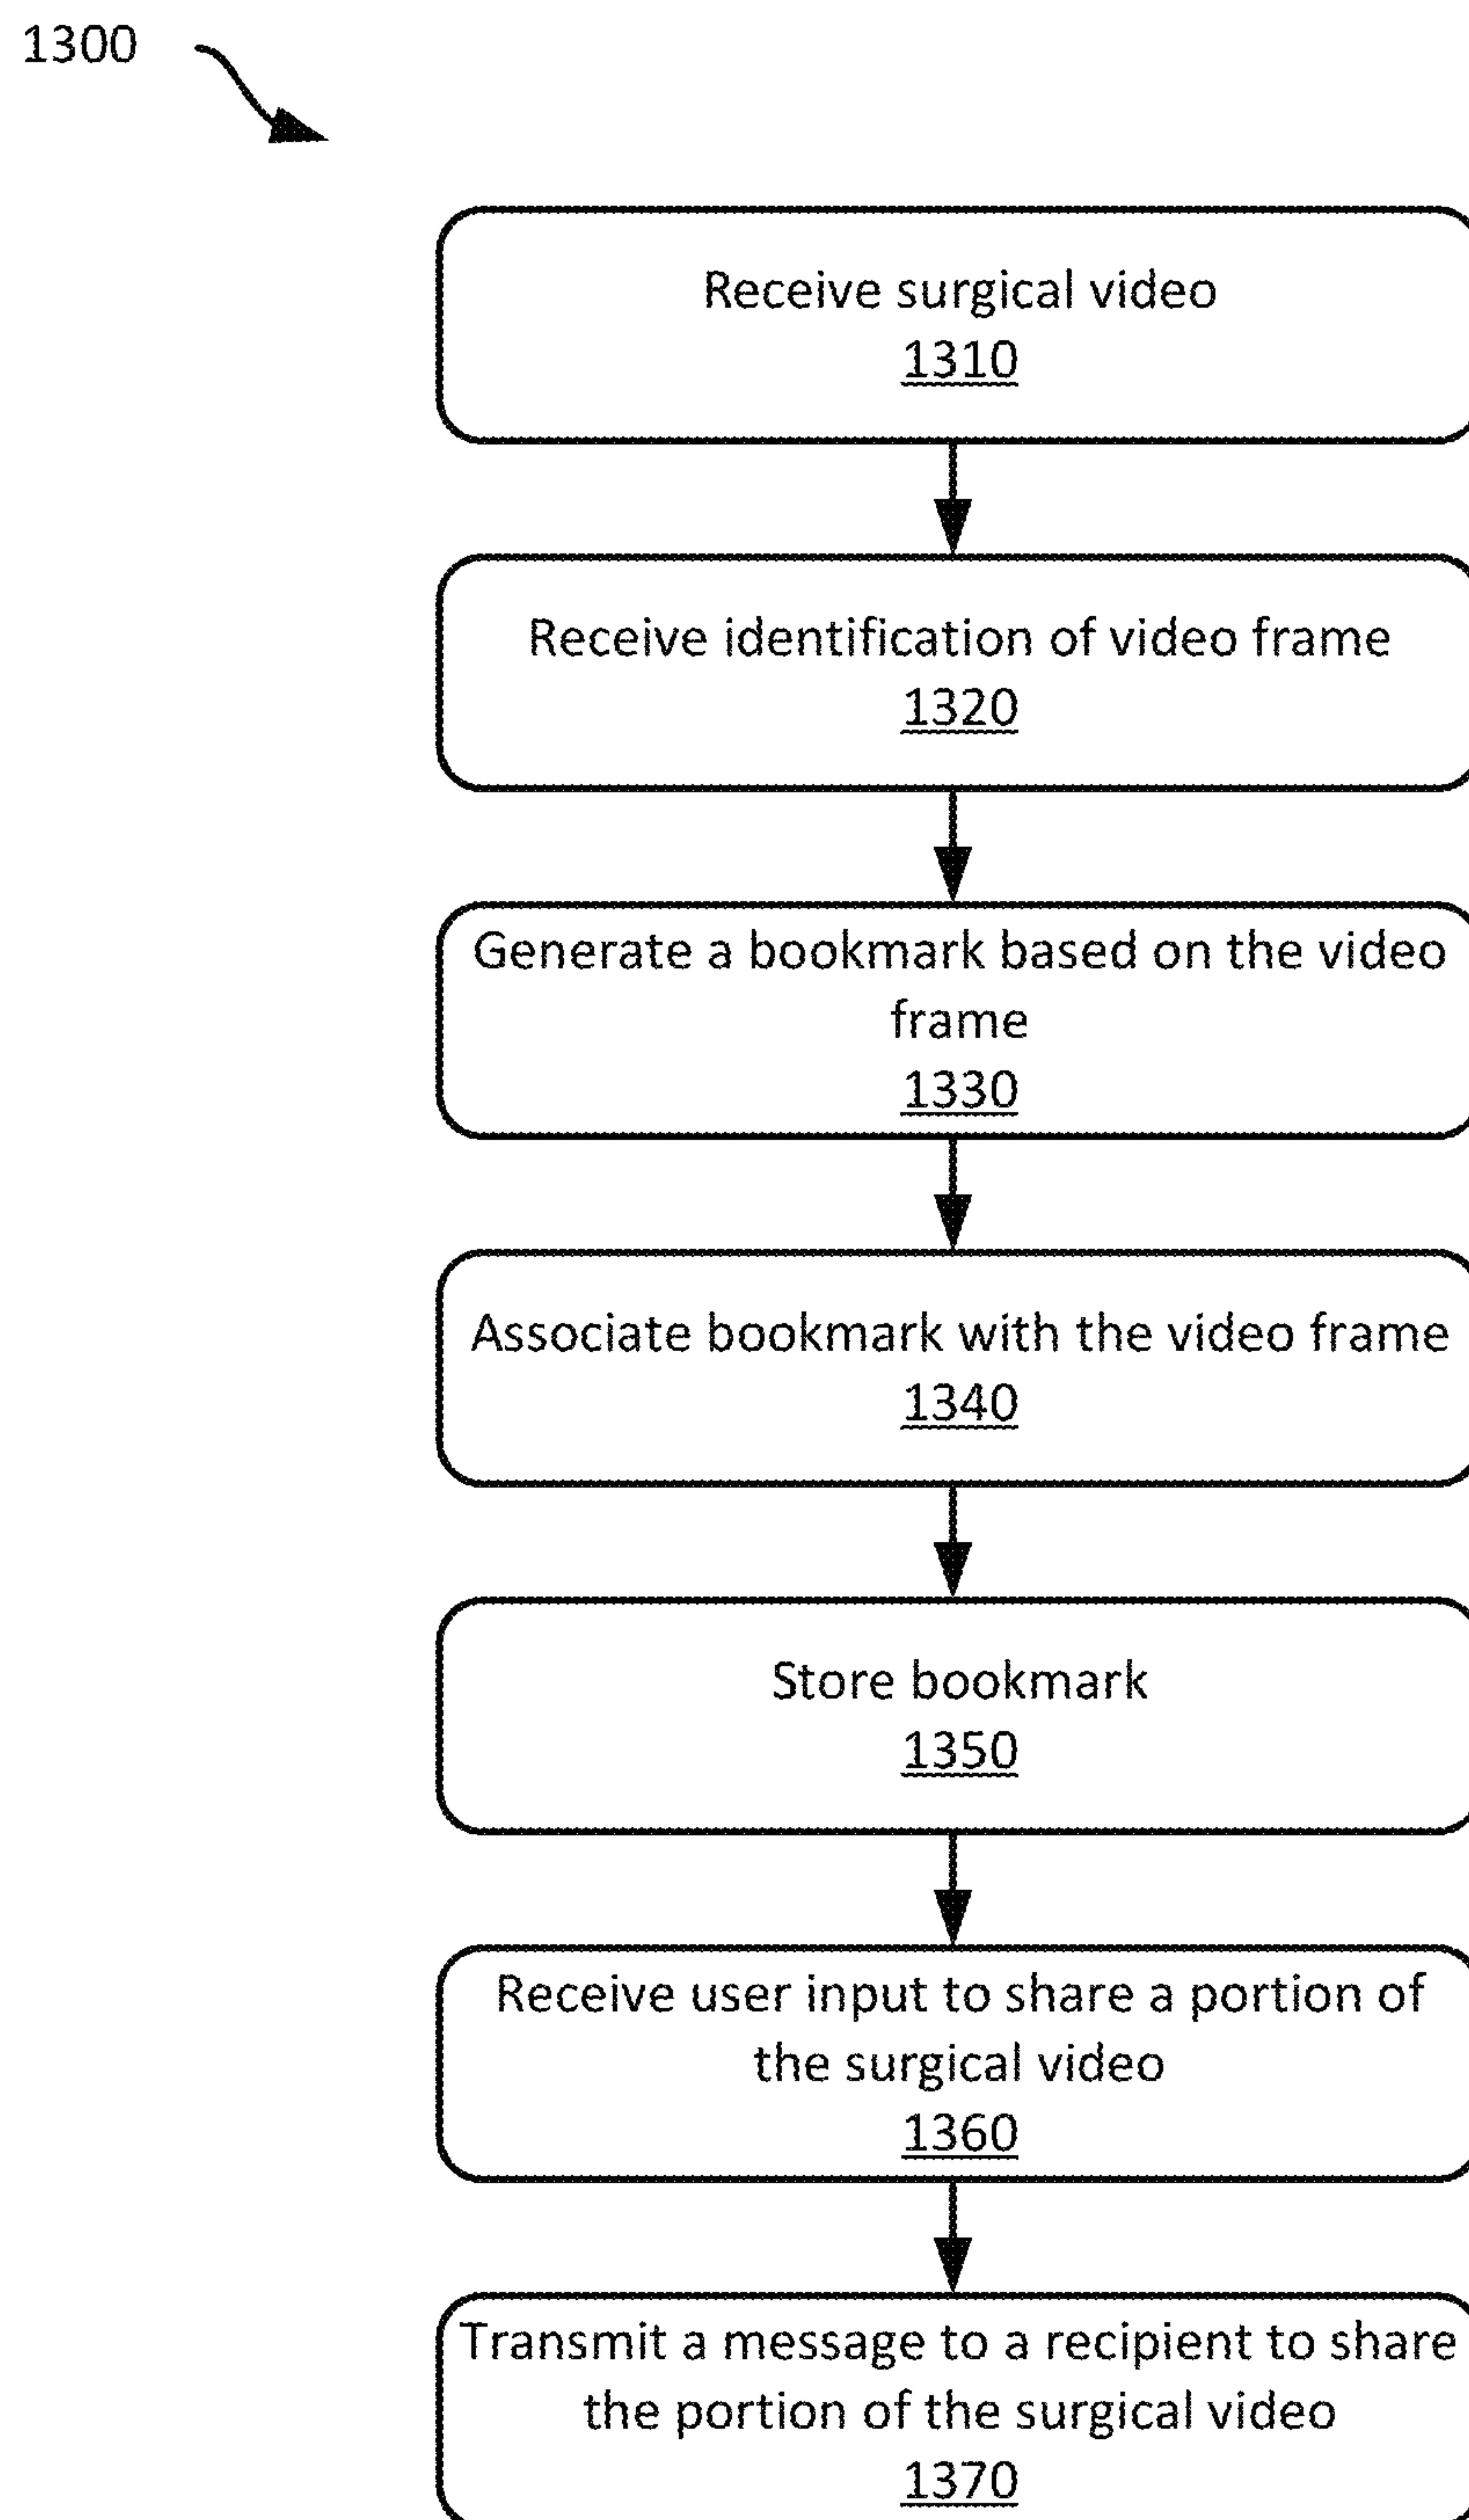 1300
Receive surgical video
1310
Receive identification of video frame
1320
Generate a bookmark based on the video
frame
1330
Associate bookmark with the video frame
1340
Store bookmark
1350
Receive user input to share a portion of
the surgical video
1360
Transmit a message to a recipient to share
the portion of the surgical video
1370